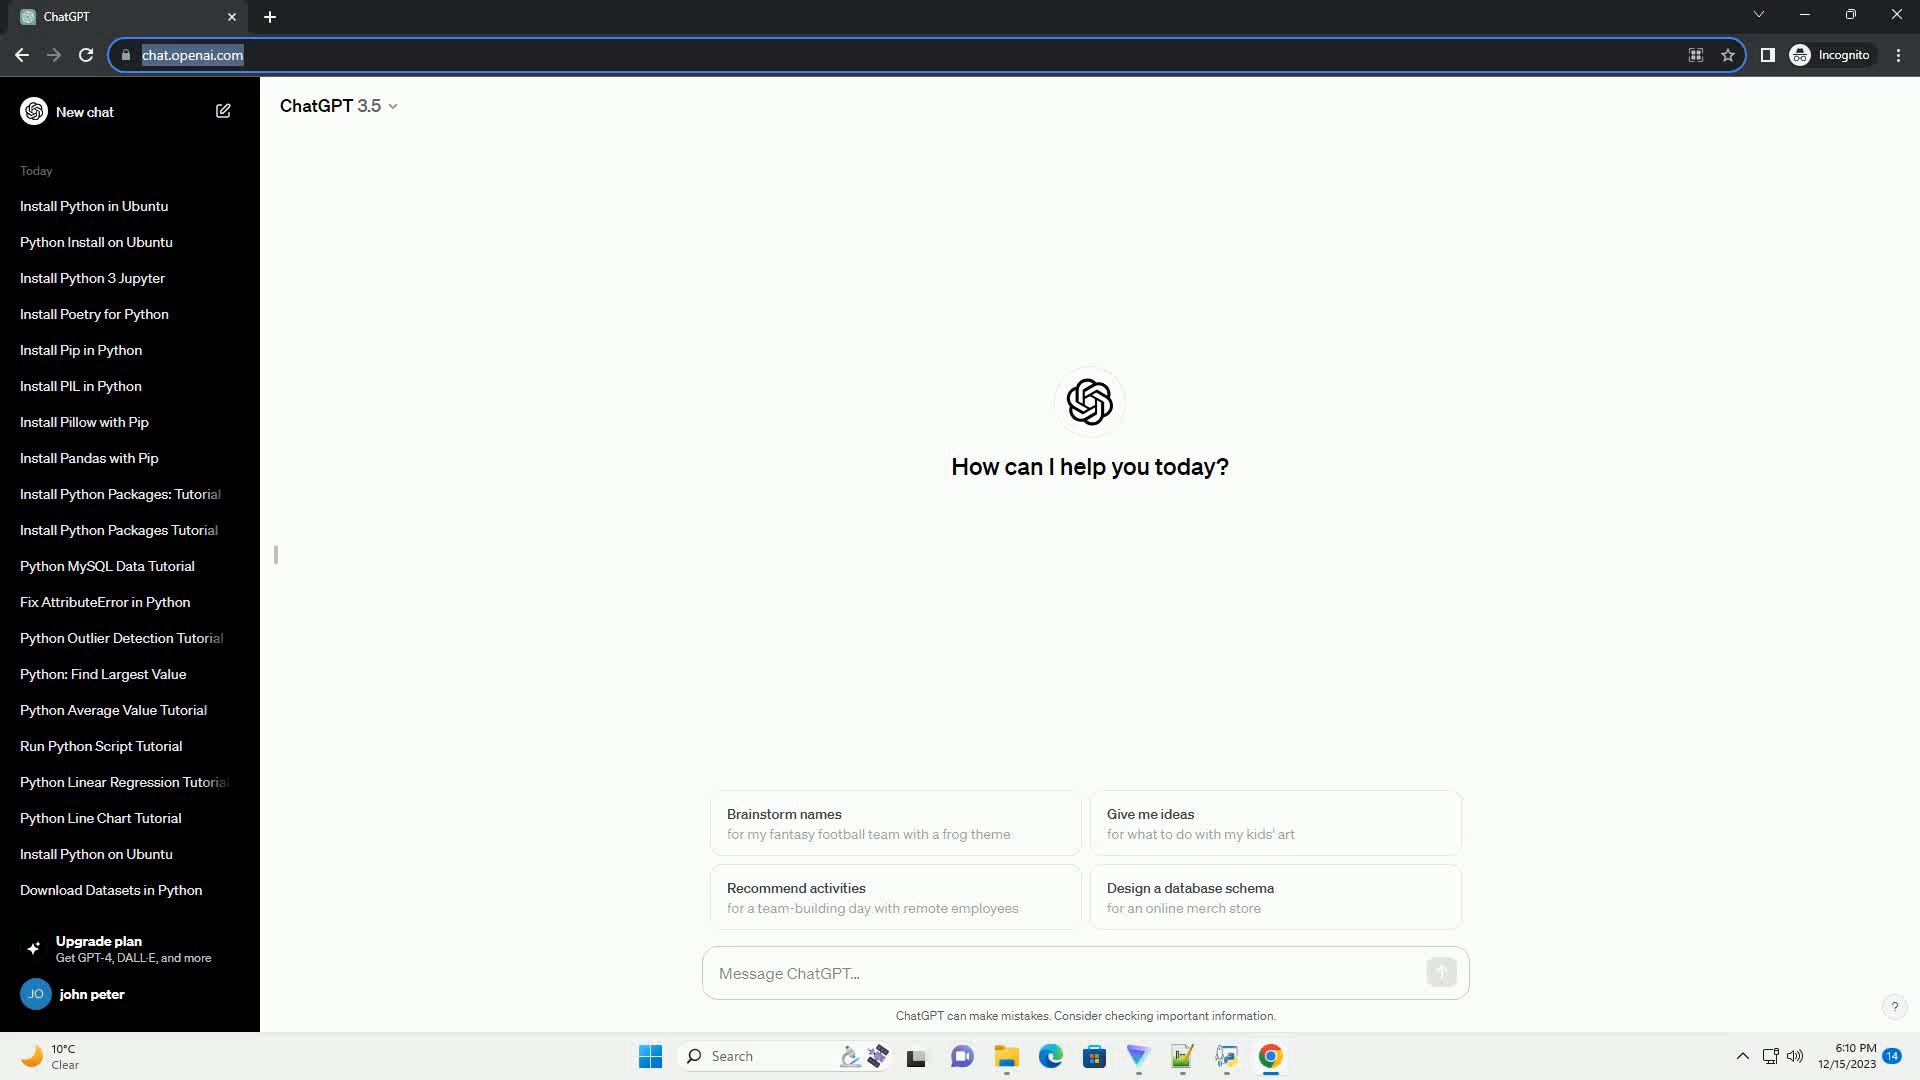 ChatGPT
chat.openai.com
Incognito
New chat
ChatGPT 3.5
Today
Install Python in Ubuntu
Python Install on Ubuntu
Install Python 3 Jupyter
Install Poetry for Python
Install Pip in Python
Install PIL in Python
Install Pillow with Pip
Install Pandas with Pip
Install Python Packages: Tutorial
Install Python Packages Tutorial
Python MySQL Data Tutorial
Fix AttributeError in Python
Python Outlier Detection Tutorial
Python: Find Largest Value
Python Average Value Tutorial
Run Python Script Tutorial
Python Linear Regression Tutorial
Python Line Chart Tutorial
Install Python on Ubuntu
Download Datasets in Python
Upgrade plan
Get GPT-4, DALL·E, and more
JO john peter
How can I help you today?
Brainstorm names
for my fantasy football team with a frog theme
Give me ideas
for what to do with my kids' art
Recommend activities
for a team-building day with remote employees
Design a database schema
for an online merch store
Message ChatGPT...
ChatGPT can make mistakes. Consider checking important information.
?
10°C
Clear
Search
6:10 PM
12/15/2023
14